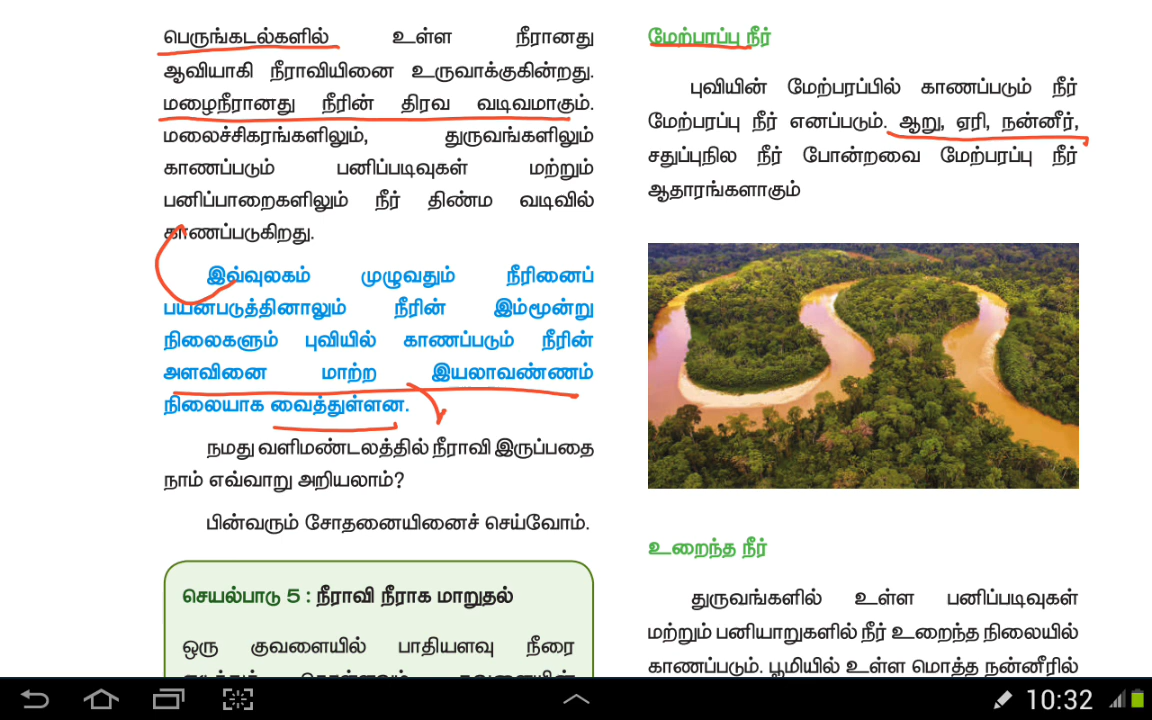 பெருங்கடல்களில் உள்ள நீரானது
ஆவியாகி நீராவியினை உருவாக்குகின்றது.
மழைநீரானது நீரின் திரவ வடிவமாகும்.
மலைச்சிகரங்களிலும், துருவங்களிலும்
காணப்படும் பனிப்படிவுகள் மற்றும்
பனிப்பாறைகளிலும் நீர் திண்ம வடிவில்
காணப்படுகிறது.
இவ்வுலகம் முழுவதும் நீரினைப்
பயன்படுத்தினாலும் நீரின் இம்மூன்று
நிலைகளும் புவியில் காணப்படும் நீரின்
அளவினை மாற்ற இயலாவண்ணம்
நிலையாக வைத்துள்ளன.
நமது வளிமண்டலத்தில் நீராவி இருப்பதை
நாம் எவ்வாறு அறியலாம்?
பின்வரும் சோதனையினைச் செய்வோம்.
செயல்பாடு 5 : நீராவி நீராக மாறுதல்
ஒரு குவளையில் பாதியளவு நீரை
மேற்பரப்பு நீர்
புவியின் மேற்பரப்பில் காணப்படும் நீர்
மேற்பரப்பு நீர் எனப்படும். ஆறு, ஏரி, நன்னீர்,
சதுப்புநில நீர் போன்றவை மேற்பரப்பு நீர்
ஆதாரங்களாகும்
உறைந்த நீர்
துருவங்களில் உள்ள பனிப்படிவுகள்
மற்றும் பனியாறுகளில் நீர் உறைந்த நிலையில்
காணப்படும். பூமியில் உள்ள மொத்த நன்னீரில்
10:32